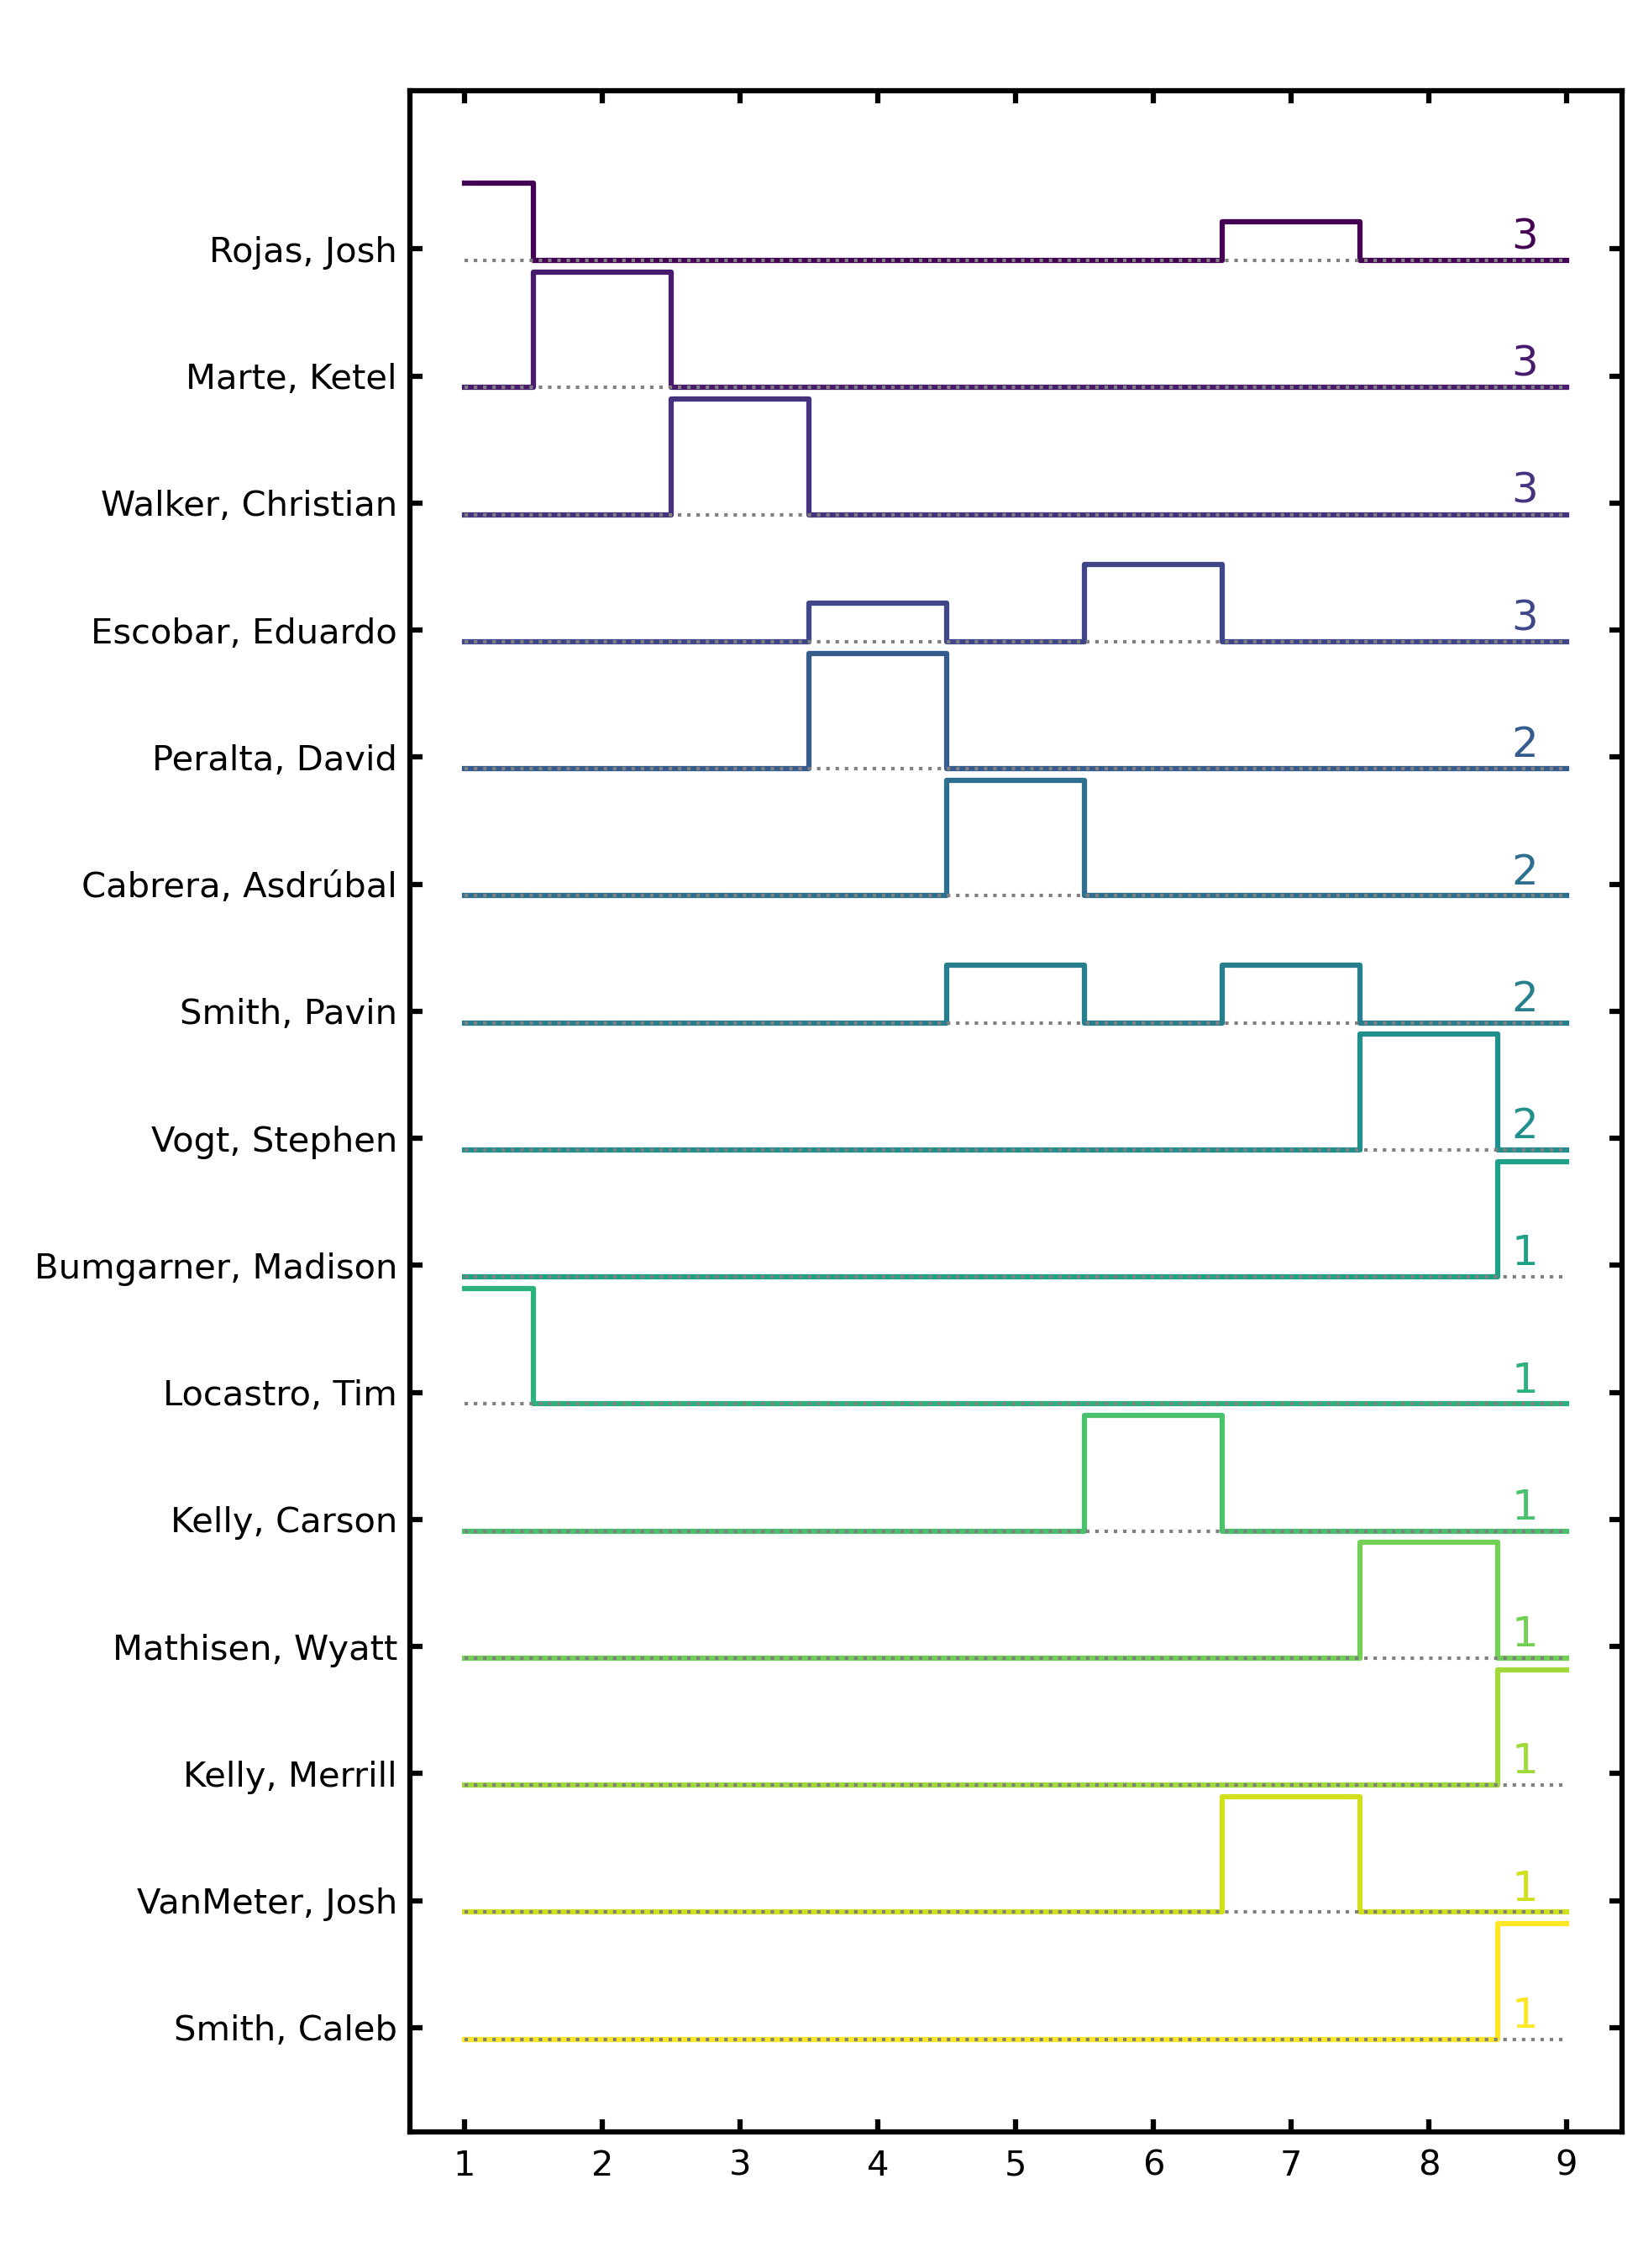 Rojas, Josh 3
Marte, Ketel 3
Walker, Christian 3
Escobar, Eduardo 3
Peralta, David 2
Cabrera, Asdrúbal 2
Smith, Pavin 2
Vogt, Stephen 2
Bumgarner, Madison 1
Locastro, Tim 1
Kelly, Carson 1
Mathisen, Wyatt 1
Kelly, Merrill 1
VanMeter, Josh 1
Smith, Caleb 1
1 2 3 4 5 6 7 8 9